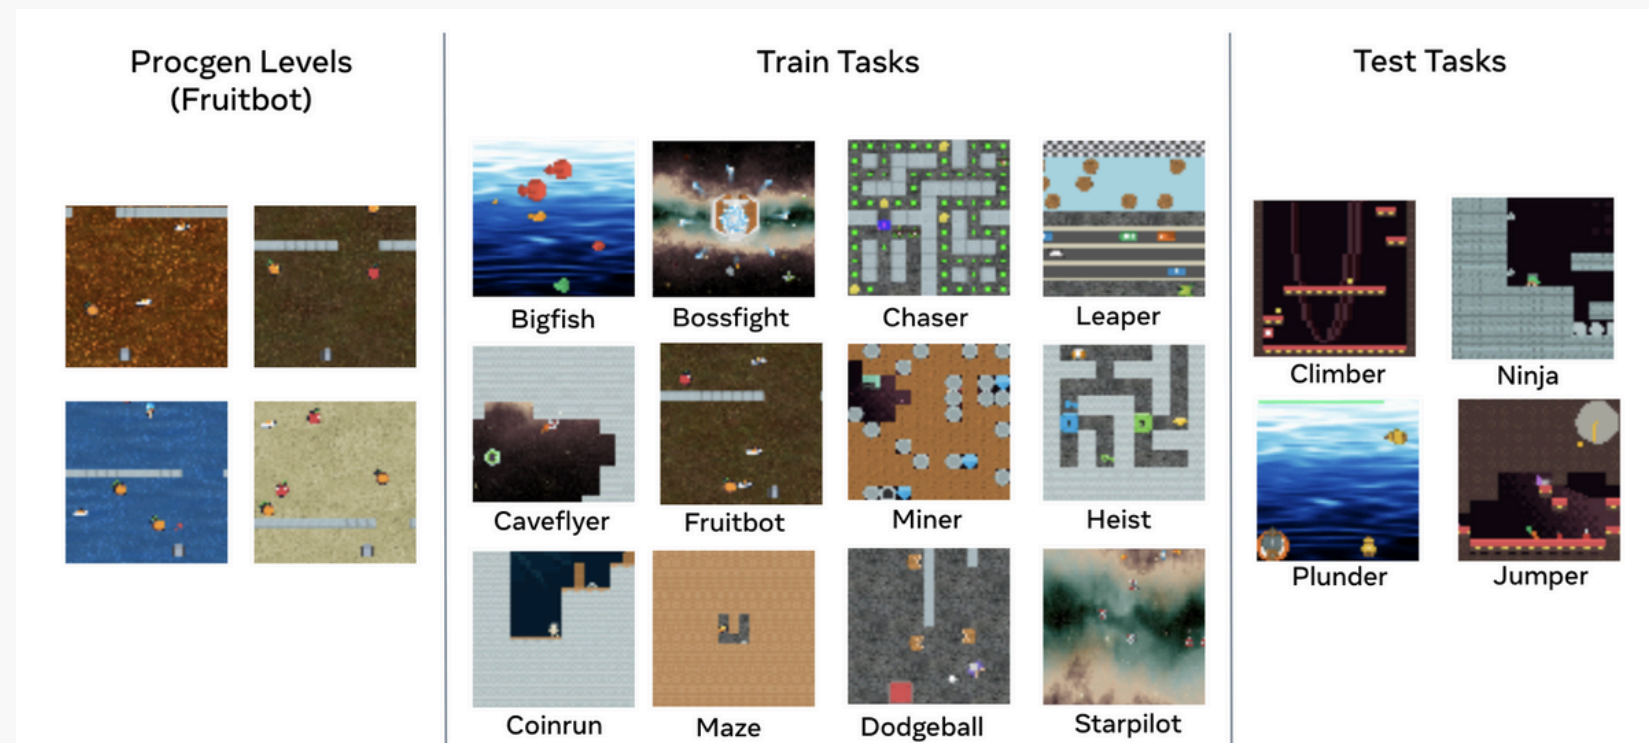 Procgen Levels
(Fruitbot)
Train Tasks
Test Tasks
Bigfish
Bossfight
Chaser
Leaper
Caveflyer
Fruitbot
Miner
Heist
Coinrun
Maze
Dodgeball
Starpilot
Climber
Ninja
Plunder
Jumper